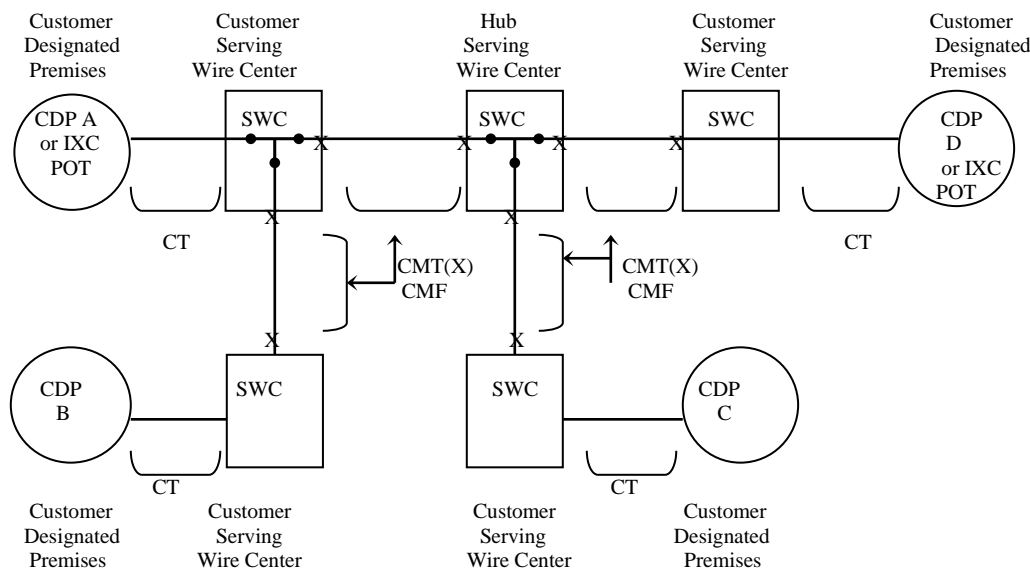 Customer
Designated
Premises
Customer
Serving
Wire Center
Hub
Serving
Wire Center
Customer
Serving
Wire Center
Customer
Designated
Premises
CDP A
or IXC
POT
SWC
SWC
SWC
CDP
D
or IXC
POT
X
X
X
X
X
X
CT
CT
CMT(X)
CMF
CMT(X)
CMF
X
X
CDP
B
SWC
SWC
CDP
C
CT
CT
Customer
Designated
Premises
Customer
Serving
Wire Center
Customer
Serving
Wire Center
Customer
Designated
Premises